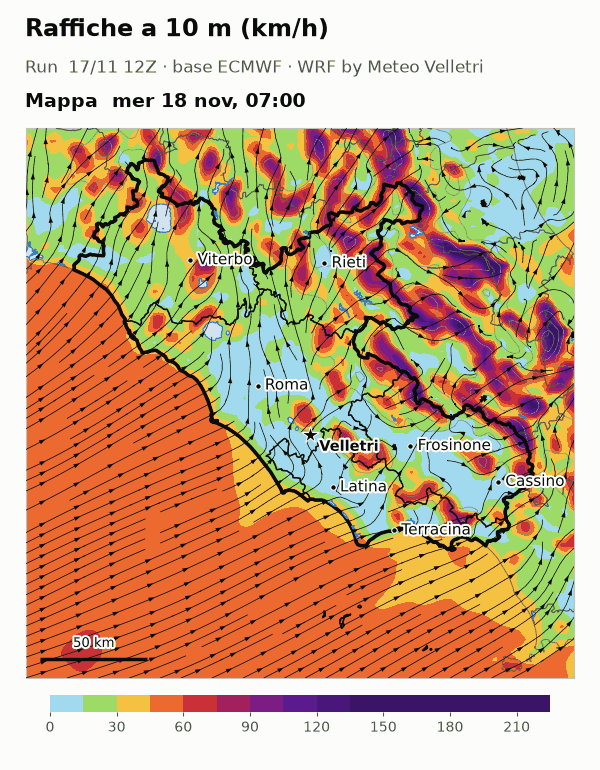 Raffiche a 10 m (km/h)
Run  17/11 12Z · base ECMWF · WRF by Meteo Velletri
Mappa  mer 18 nov, 07:00
Viterbo
Rieti
Roma
Velletri
Frosinone
Latina
Cassino
Terracina
50 km
0 30 60 90 120 150 180 210